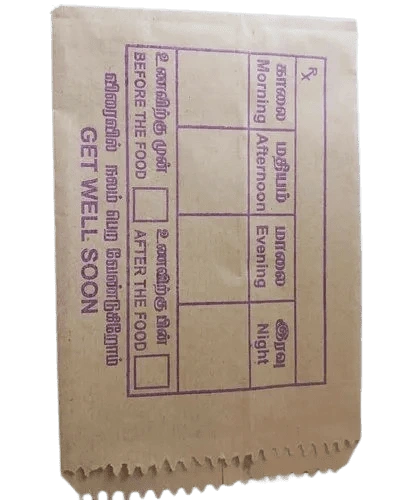 Rx
காலை மதியம் மாலை இரவு
Morning Afternoon Evening Night
உணவிற்கு முன் உணவிற்கு பின்
BEFORE THE FOOD AFTER THE FOOD
விரைவில் நலம் பெற வேண்டுகிறோம்
GET WELL SOON